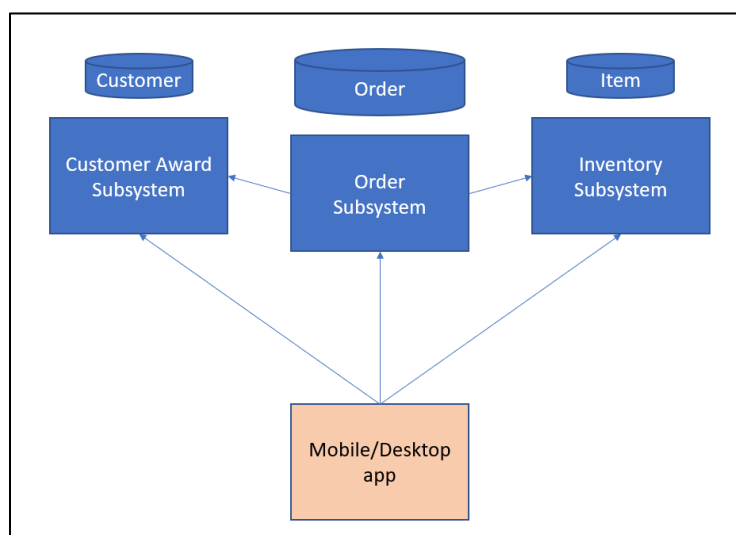 Customer
Order
Item
Customer Award
Subsystem
Order
Subsystem
Inventory
Subsystem
Mobile/Desktop
app